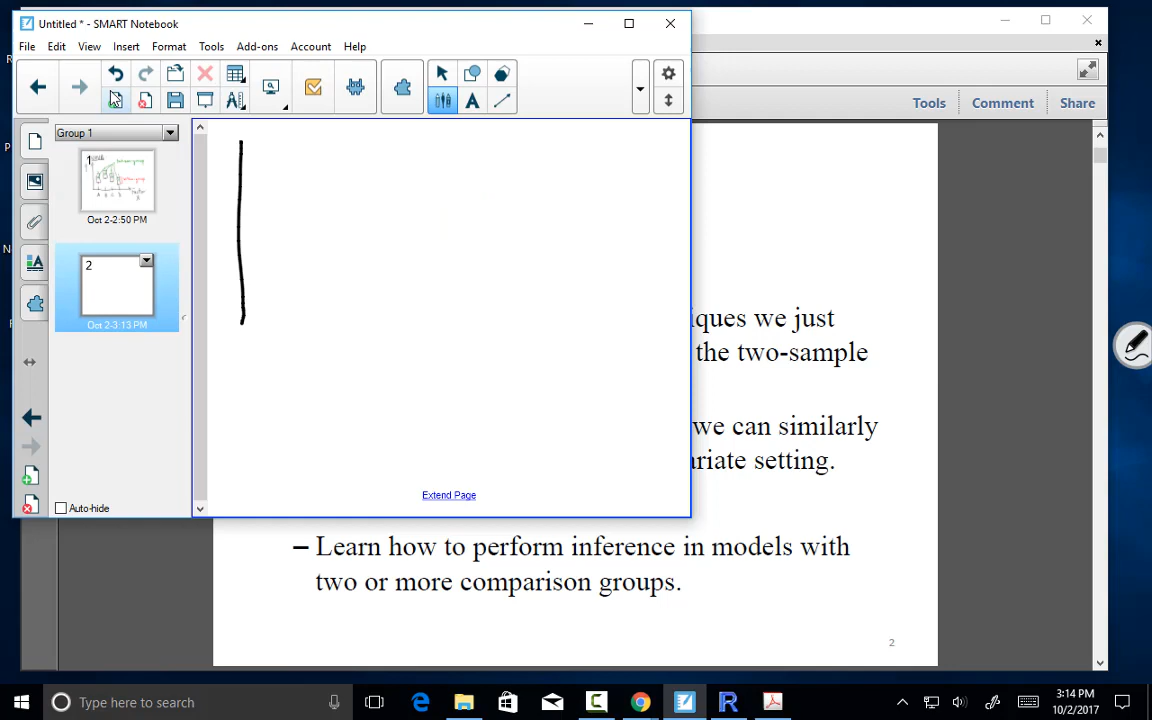 Untitled * - SMART Notebook
File Edit View Insert Format Tools Add-ons Account Help
Tools Comment Share
Group 1
1
Oct 2-2:50 PM
2
Oct 2-3:13 PM
Auto-hide
Extend Page
iques we just
the two-sample
we can similarly
ariate setting.
– Learn how to perform inference in models with
two or more comparison groups.
2
Type here to search
3:14 PM
10/2/2017